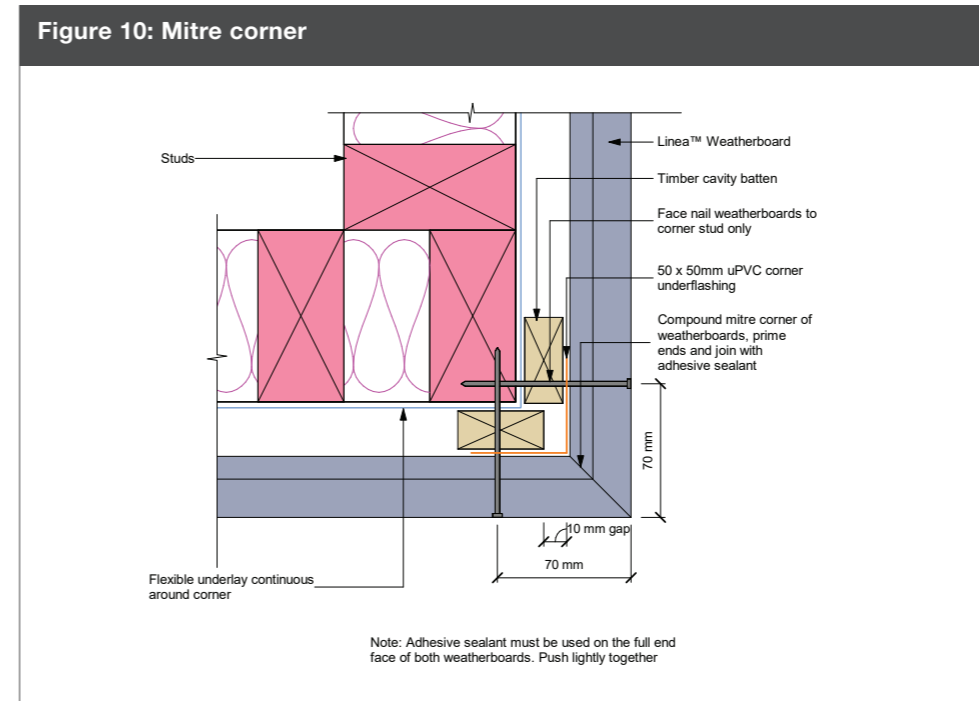 Figure 10: Mitre corner
Studs
Linea™ Weatherboard
Timber cavity batten
Face nail weatherboards to
corner stud only
50 x 50mm uPVC corner
underflashing
Compound mitre corner of
weatherboards, prime
ends and join with
adhesive sealant
70 mm
10 mm gap
70 mm
Flexible underlay continuous
around corner
Note: Adhesive sealant must be used on the full end
face of both weatherboards. Push lightly together